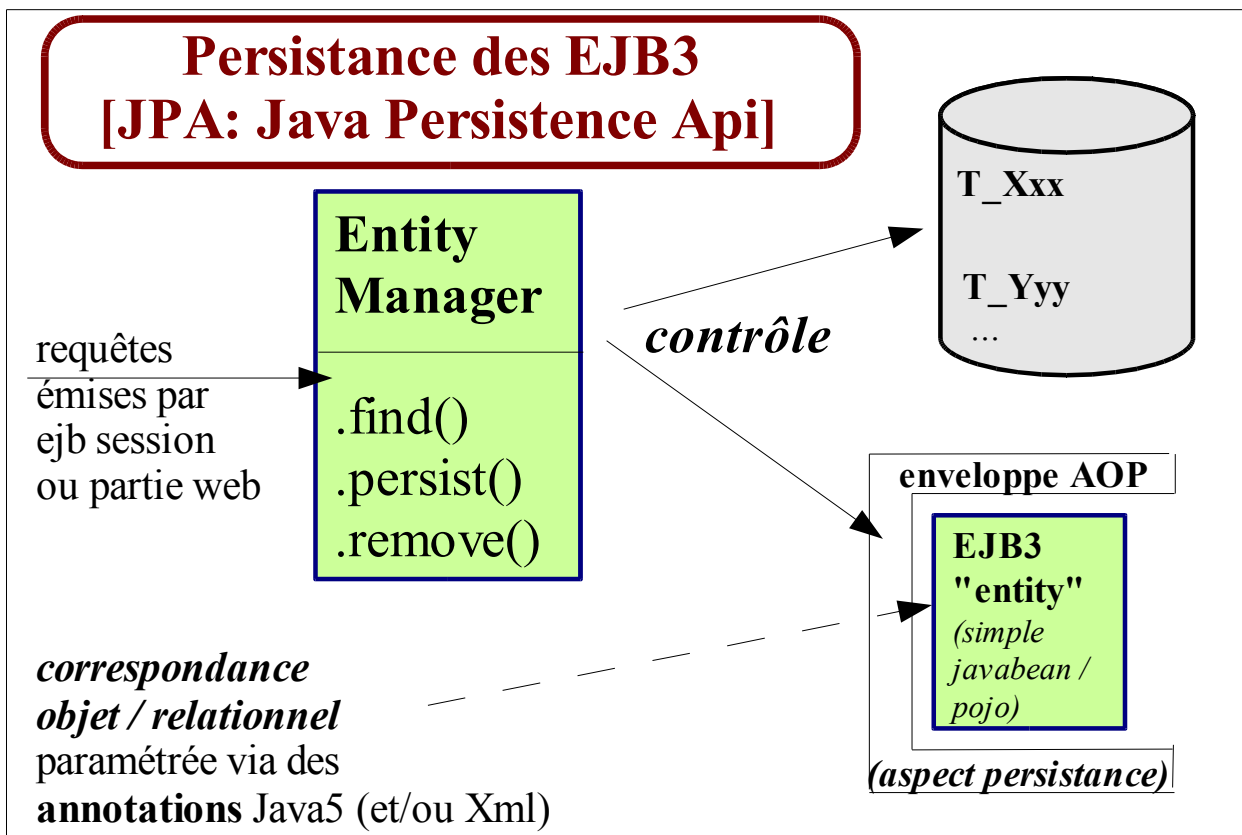 Persistance des EJB3
[JPA: Java Persistence Api]
T_Xxx
T_Yyy
...
Entity
Manager
.find()
.persist()
.remove()
contrôle
requêtes
émises par
ejb session
ou partie web
enveloppe AOP
EJB3
"entity"
(simple
javabean /
pojo)
(aspect persistance)
correspondance
objet / relationnel
paramétrée via des
annotations Java5 (et/ou Xml)